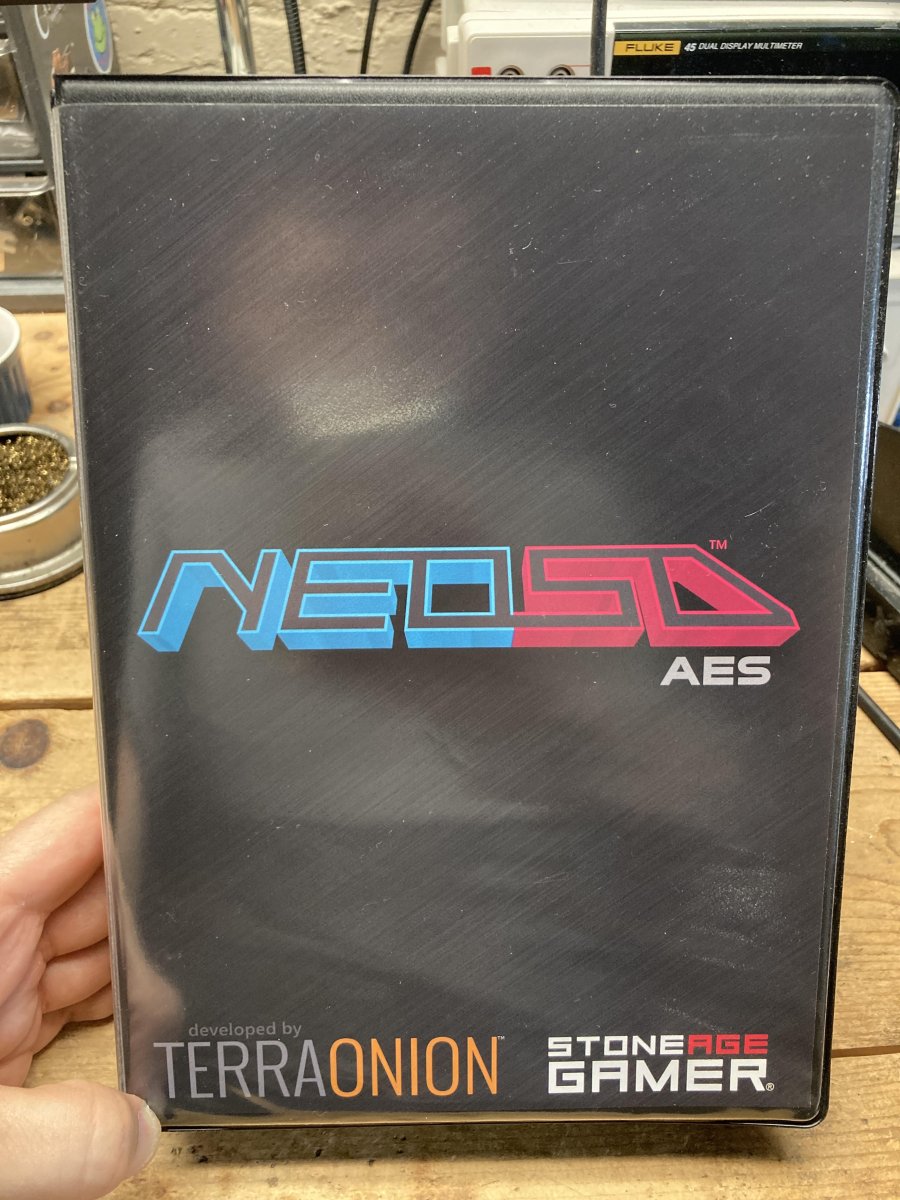 FLUKE 45 DUAL DISPLAY MULTIMETER
NEOSD™
AES
developed by
TERRAONION™
STONEAGE
GAMER®